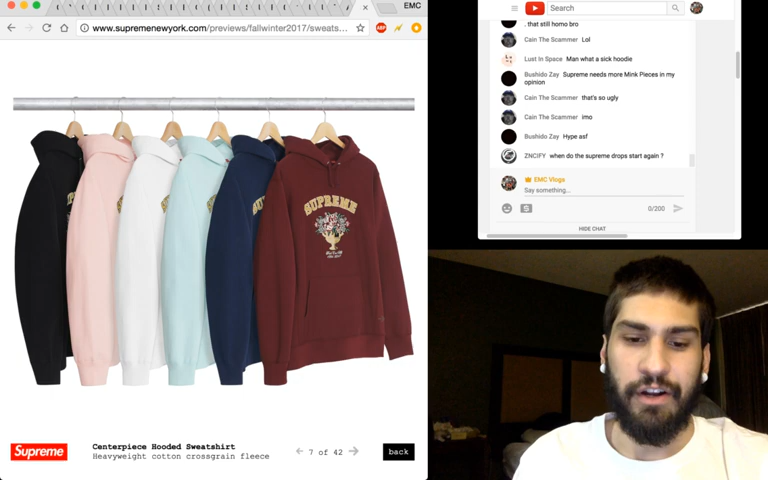 EMC
www.supremenewyork.com/previews/fallwinter2017/sweats...
ABP
SUPREME
Supreme
Centerpiece Hooded Sweatshirt
Heavyweight cotton crossgrain fleece
7 of 42
back
Search
. that still homo bro
Cain The Scammer Lol
Lust In Space Man what a sick hoodie
Bushido Zay Supreme needs more Mink Pieces in my
opinion
Cain The Scammer that's so ugly
Cain The Scammer imo
Bushido Zay Hype asf
ZNCIFY when do the supreme drops start again ?
EMC Vlogs
Say something...
0/200
HIDE CHAT